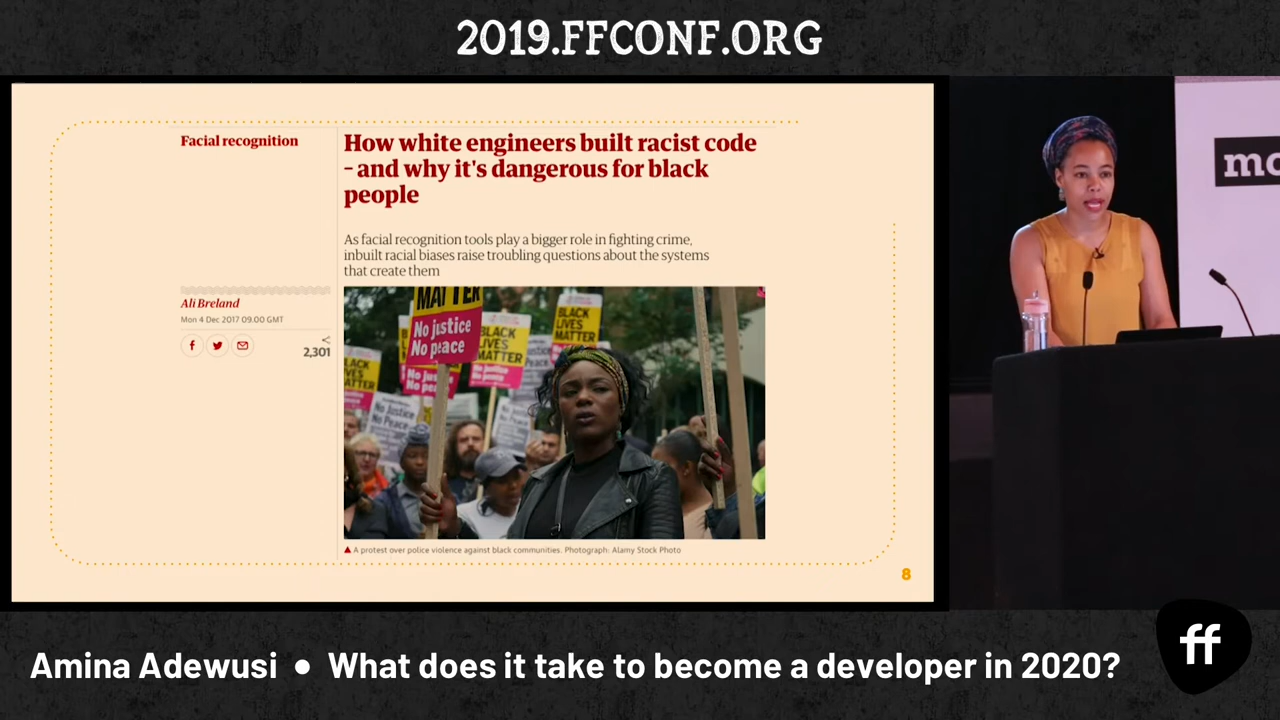 2019.FFCONF.ORG
Facial recognition
How white engineers built racist code
– and why it's dangerous for black
people
As facial recognition tools play a bigger role in fighting crime,
inbuilt racial biases raise troubling questions about the systems
that create them
Ali Breland
Mon 4 Dec 2017 09.00 GMT
2,301
MATTER
No justice
No peace
BLACK
LIVES
MATTER
BLACK
LIVES
MATTER
No Justice
No Peace
A protest over police violence against black communities. Photograph: Alamy Stock Photo
8
mo
Amina Adewusi • What does it take to become a developer in 2020?
ff